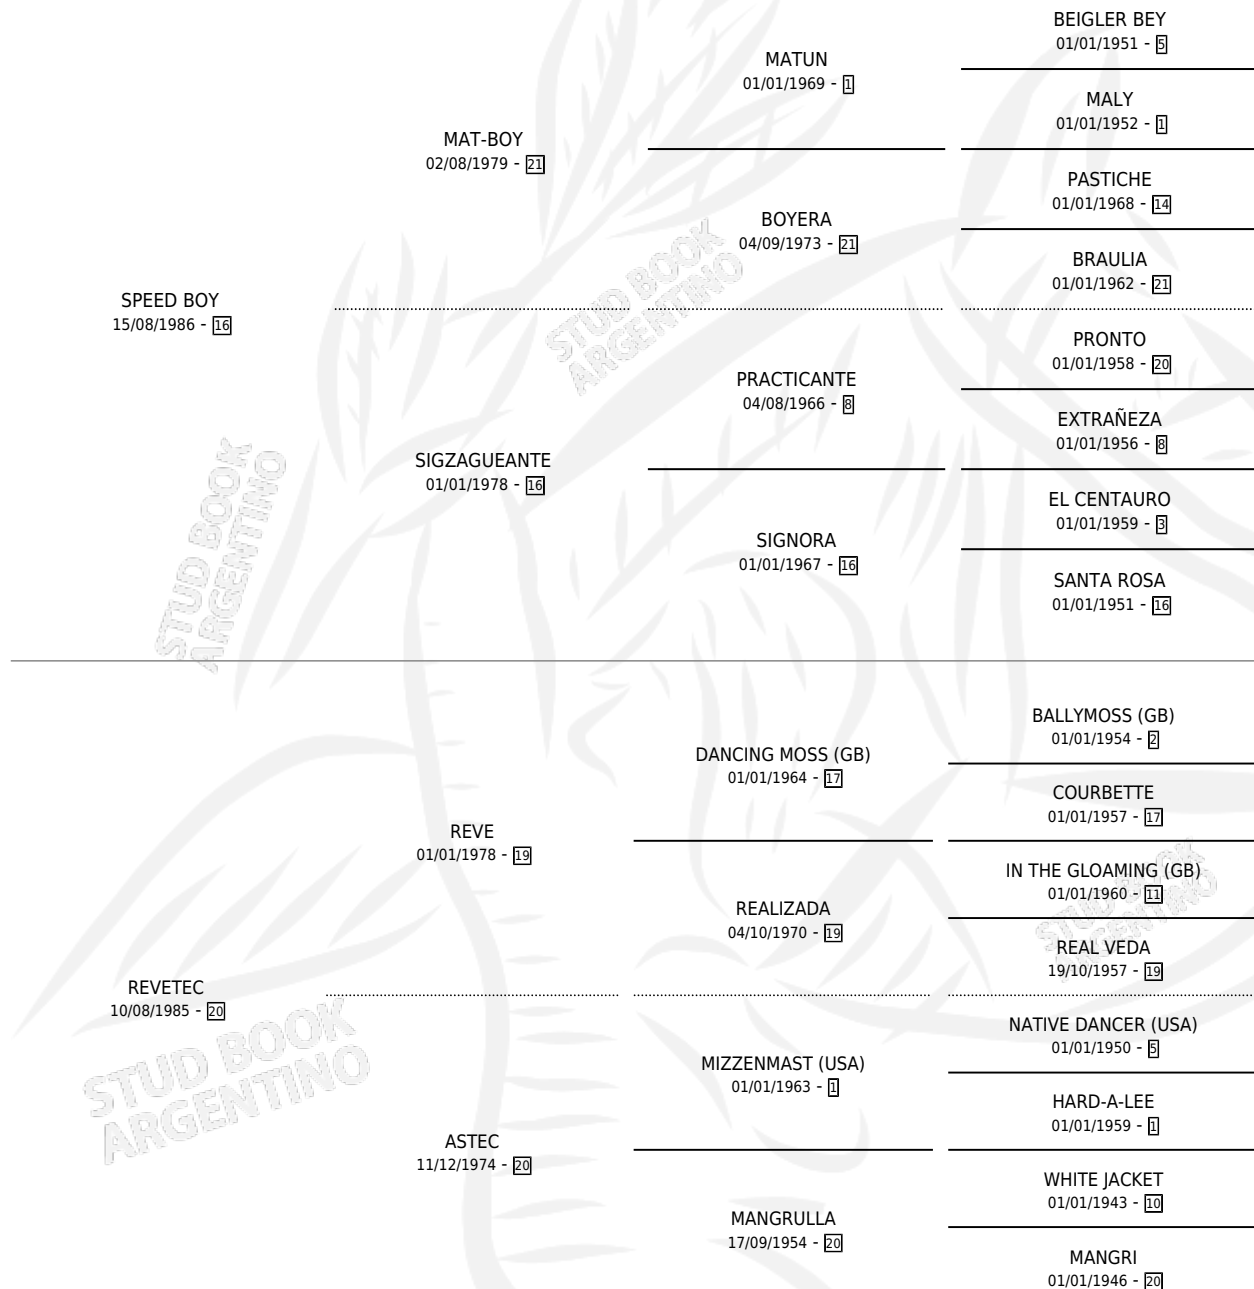 BEIGLER BEY
01/01/1951 - 5
MATUN
01/01/1969 - 1
MALY
01/01/1952 - 1
MAT-BOY
02/08/1979 - 21
PASTICHE
01/01/1968 - 14
BOYERA
04/09/1973 - 21
BRAULIA
01/01/1962 - 21
SPEED BOY
15/08/1986 - 16
STUD BOOK
ARGENTINO
PRONTO
01/01/1958 - 20
PRACTICANTE
04/08/1966 - 8
EXTRAÑEZA
01/01/1956 - 8
SIGZAGUEANTE
01/01/1978 - 16
EL CENTAURO
01/01/1959 - 3
SIGNORA
01/01/1967 - 16
SANTA ROSA
01/01/1951 - 16
STUD BOOK
ARGENTINO
BALLYMOSS (GB)
01/01/1954 - 2
DANCING MOSS (GB)
01/01/1964 - 17
COURBETTE
01/01/1957 - 17
REVE
01/01/1978 - 19
IN THE GLOAMING (GB)
01/01/1960 - 11
REALIZADA
04/10/1970 - 19
REAL VEDA
19/10/1957 - 19
STUD BOOK
ARGENTINO
REVETEC
10/08/1985 - 20
STUD BOOK
ARGENTINO
NATIVE DANCER (USA)
01/01/1950 - 5
MIZZENMAST (USA)
01/01/1963 - 1
HARD-A-LEE
01/01/1959 - 1
ASTEC
11/12/1974 - 20
WHITE JACKET
01/01/1943 - 10
MANGRULLA
17/09/1954 - 20
MANGRI
01/01/1946 - 20